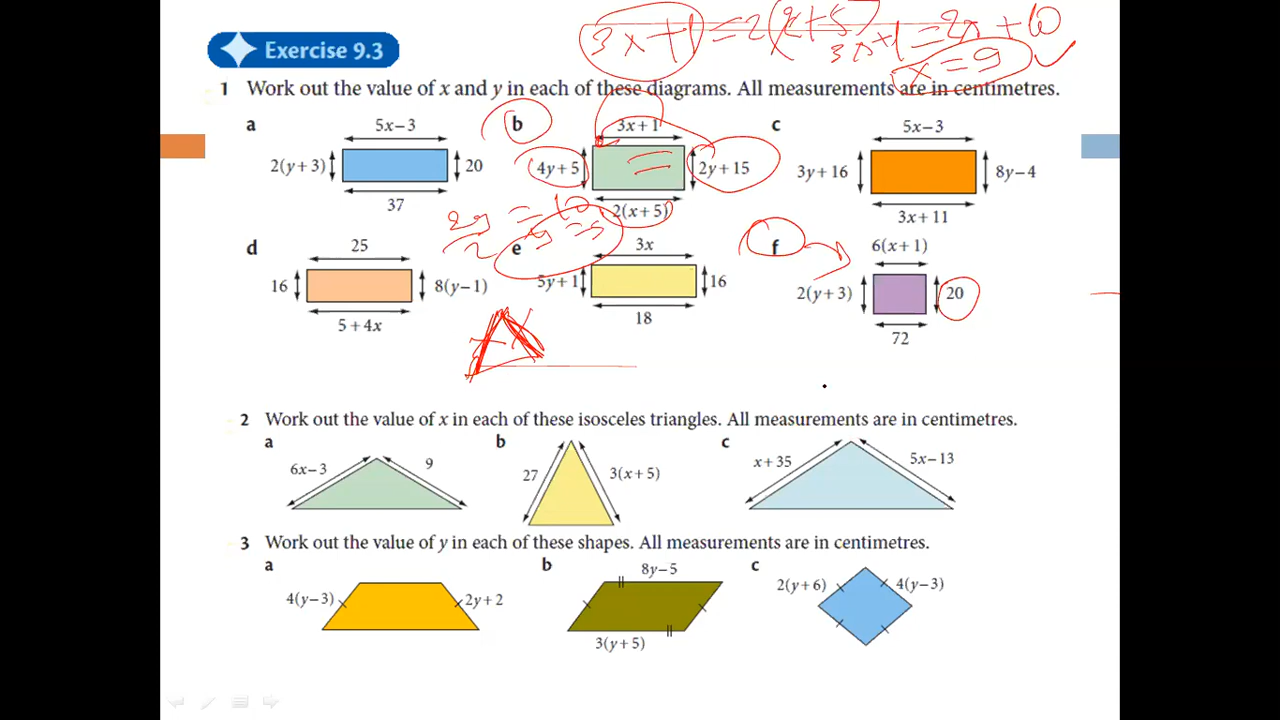 3x+1=2(x+5)
3x+1=2x+10
x=9
Exercise 9.3
1 Work out the value of x and y in each of these diagrams. All measurements are in centimetres.
a b c
5x−3 3x+1 5x−3
2(y+3) 20 4y+5 = 2y+15 3y+16 8y−4
37 2(x+5) 3x+11
2y = 10
2 y=5
d e f
25 3x 6(x+1)
16 8(y−1) 5y+1 16 2(y+3) 20
5+4x 18 72
2 Work out the value of x in each of these isosceles triangles. All measurements are in centimetres.
a b c
6x−3 9 27 3(x+5) x+35 5x−13
3 Work out the value of y in each of these shapes. All measurements are in centimetres.
a b c
4(y−3) 2y+2 8y−5 2(y+6) 4(y−3)
3(y+5)